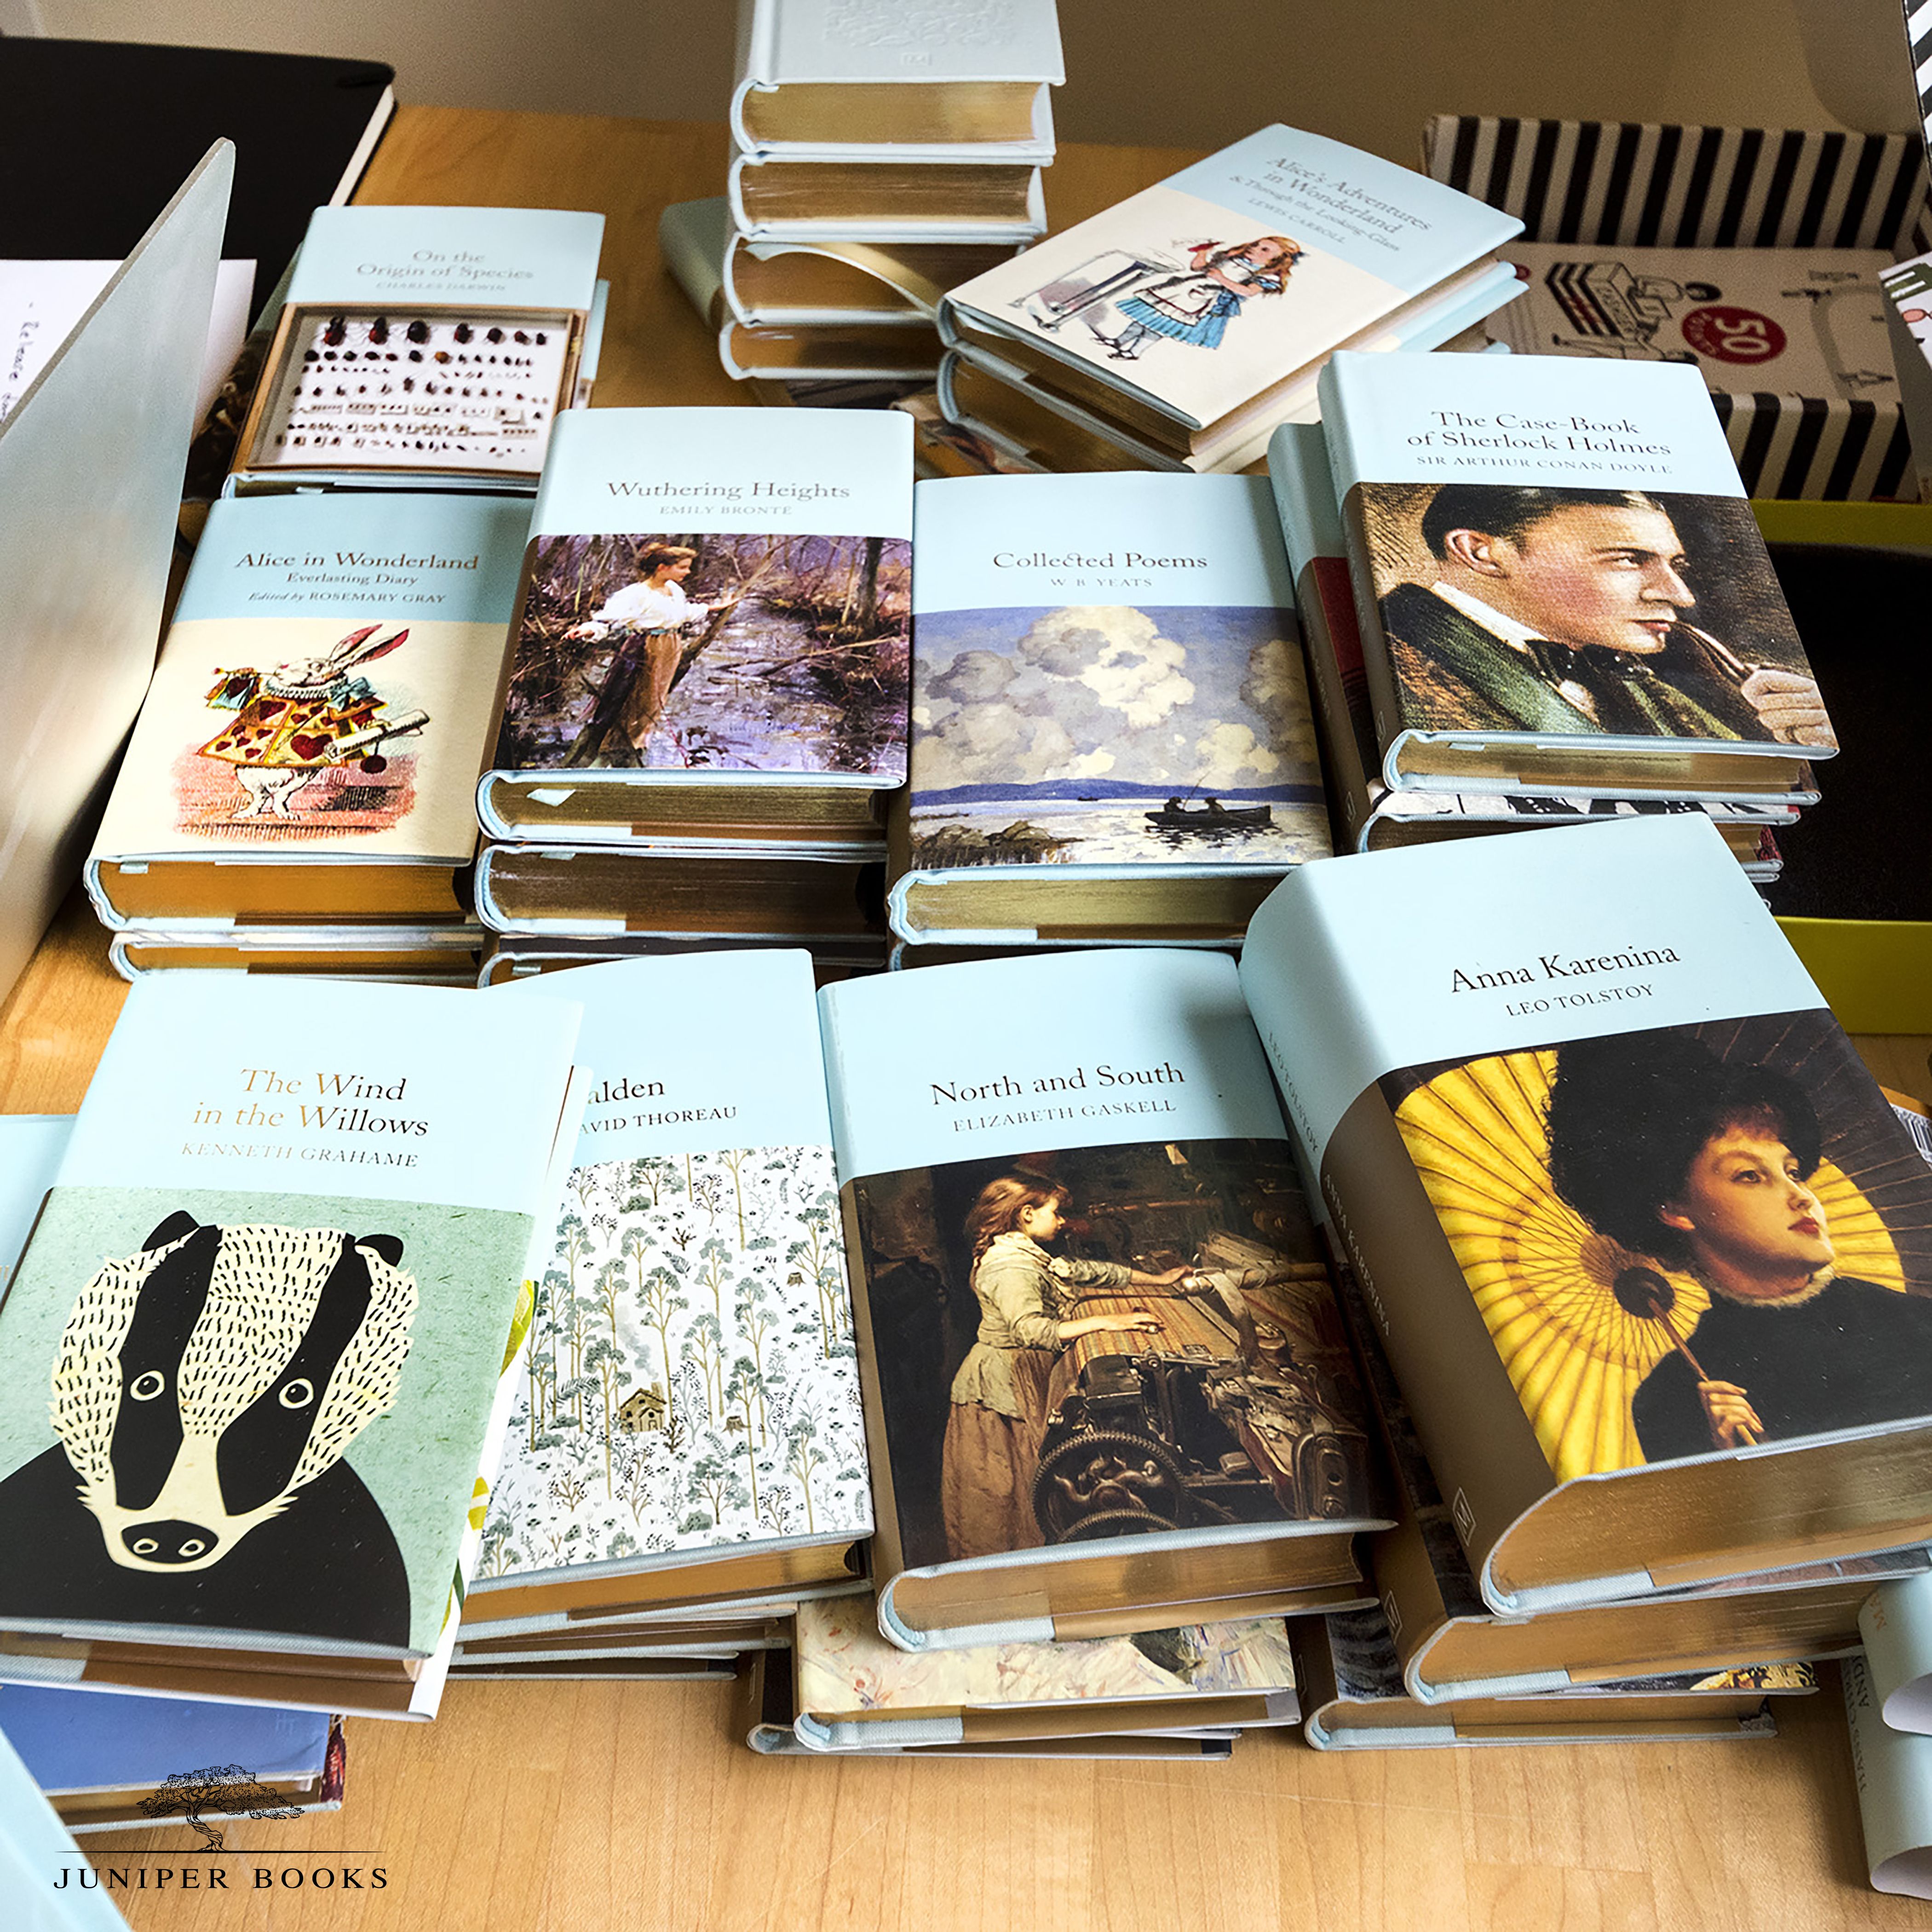 On the
Origin of Species
CHARLES DARWIN
Alice's Adventures
in Wonderland
& Through the Looking-Glass
LEWIS CARROLL
50
The Case-Book
of Sherlock Holmes
SIR ARTHUR CONAN DOYLE
Alice in Wonderland
Everlasting Diary
Edited by ROSEMARY GRAY
Wuthering Heights
EMILY BRONTË
Collected Poems
W. B. YEATS
The Wind
in the Willows
KENNETH GRAHAME
alden
AVID THOREAU
North and South
ELIZABETH GASKELL
Anna Karenina
LEO TOLSTOY
LEO TOLSTOY
ANNA KARENINA
JUNIPER BOOKS